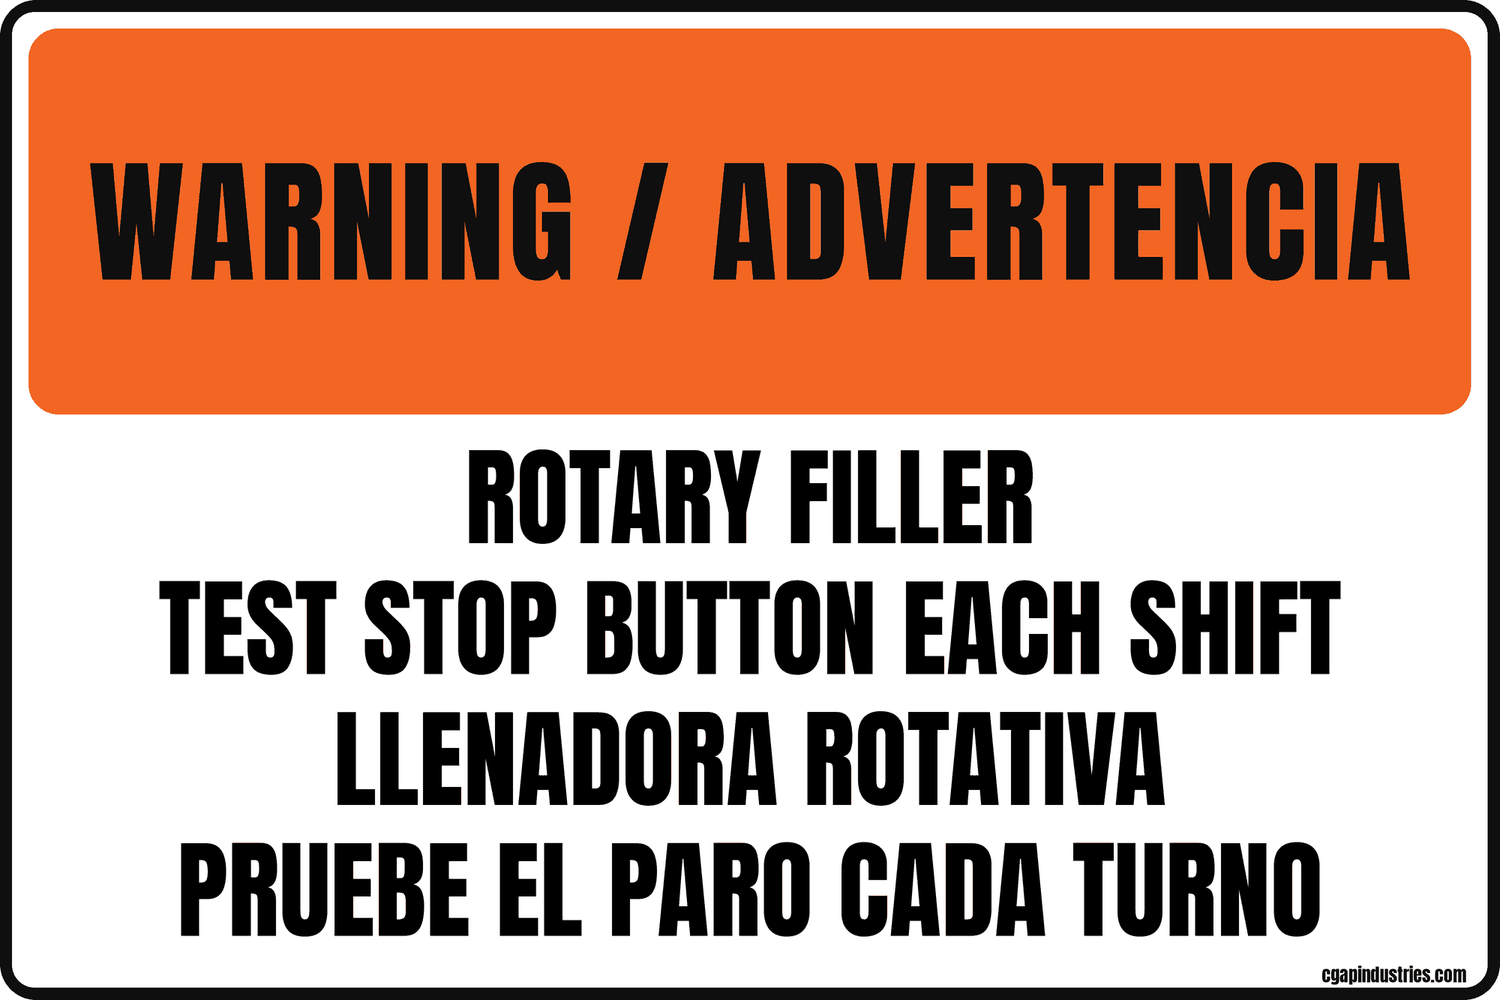 WARNING / ADVERTENCIA
ROTARY FILLER
TEST STOP BUTTON EACH SHIFT
LLENADORA ROTATIVA
PRUEBE EL PARO CADA TURNO
cgapindustries.com